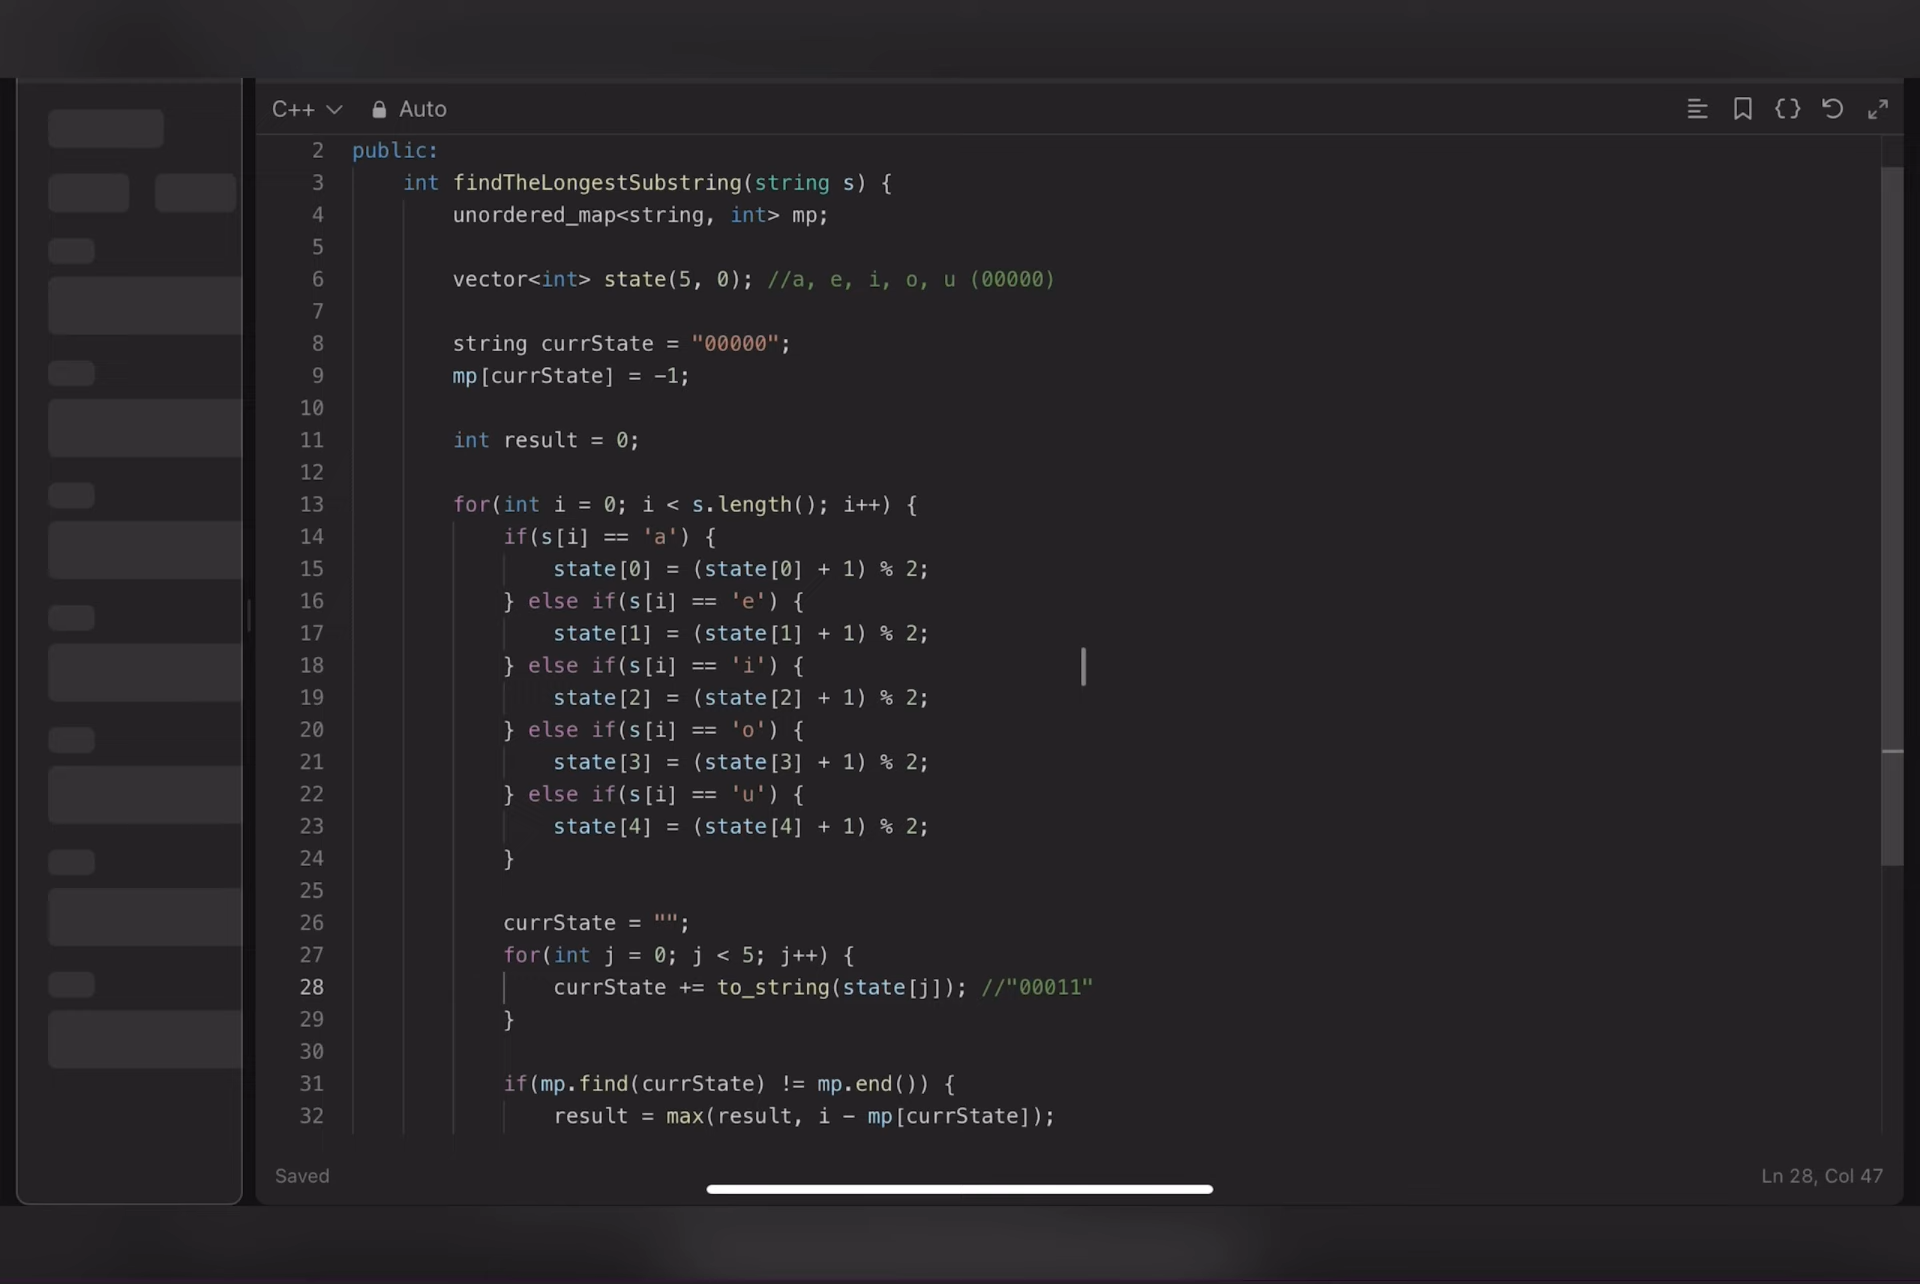 C++ Auto
2 public:
3 int findTheLongestSubstring(string s) {
4 unordered_map<string, int> mp;
5
6 vector<int> state(5, 0); //a, e, i, o, u (00000)
7
8 string currState = "00000";
9 mp[currState] = -1;
10
11 int result = 0;
12
13 for(int i = 0; i < s.length(); i++) {
14 if(s[i] == 'a') {
15 state[0] = (state[0] + 1) % 2;
16 } else if(s[i] == 'e') {
17 state[1] = (state[1] + 1) % 2;
18 } else if(s[i] == 'i') {
19 state[2] = (state[2] + 1) % 2;
20 } else if(s[i] == 'o') {
21 state[3] = (state[3] + 1) % 2;
22 } else if(s[i] == 'u') {
23 state[4] = (state[4] + 1) % 2;
24 }
25
26 currState = "";
27 for(int j = 0; j < 5; j++) {
28 currState += to_string(state[j]); //"00011"
29 }
30
31 if(mp.find(currState) != mp.end()) {
32 result = max(result, i - mp[currState]);
Saved Ln 28, Col 47